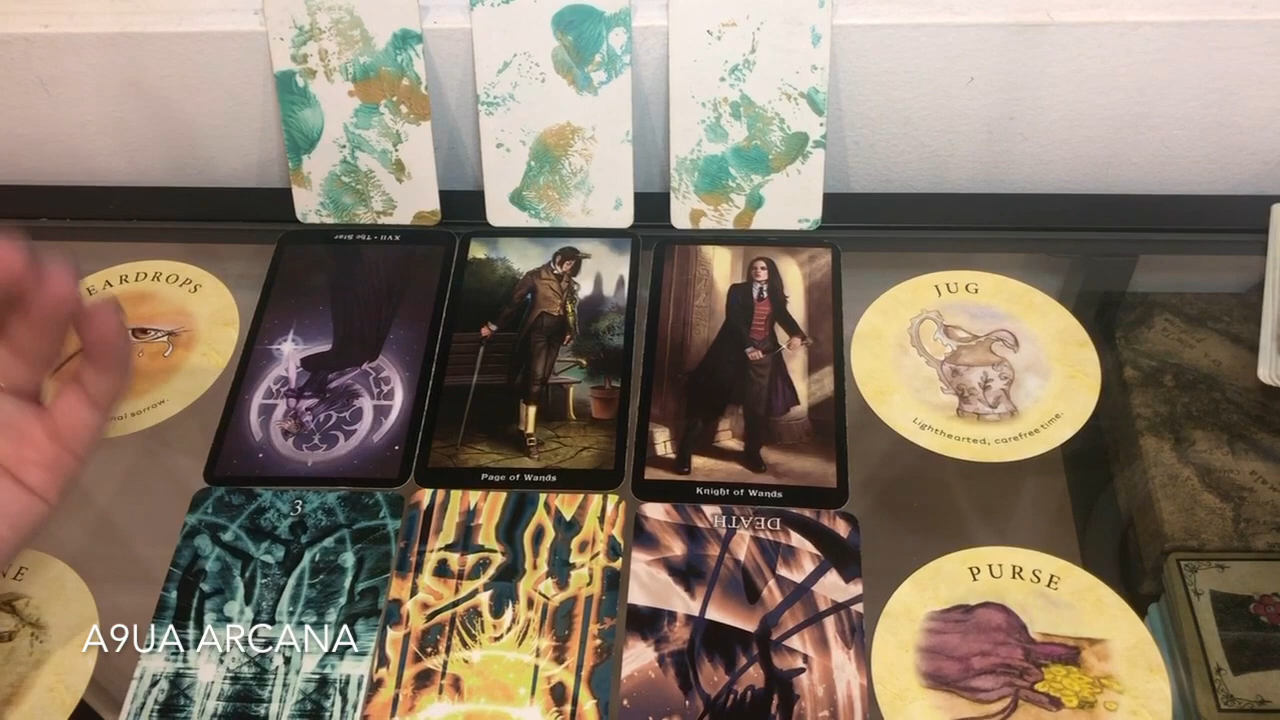 EARDROPS
nal sorrow.
XVII • The Star
Page of Wands
Knight of Wands
JUG
Lighthearted, carefree time.
3
DEATH
NE
PURSE
A9UA ARCANA